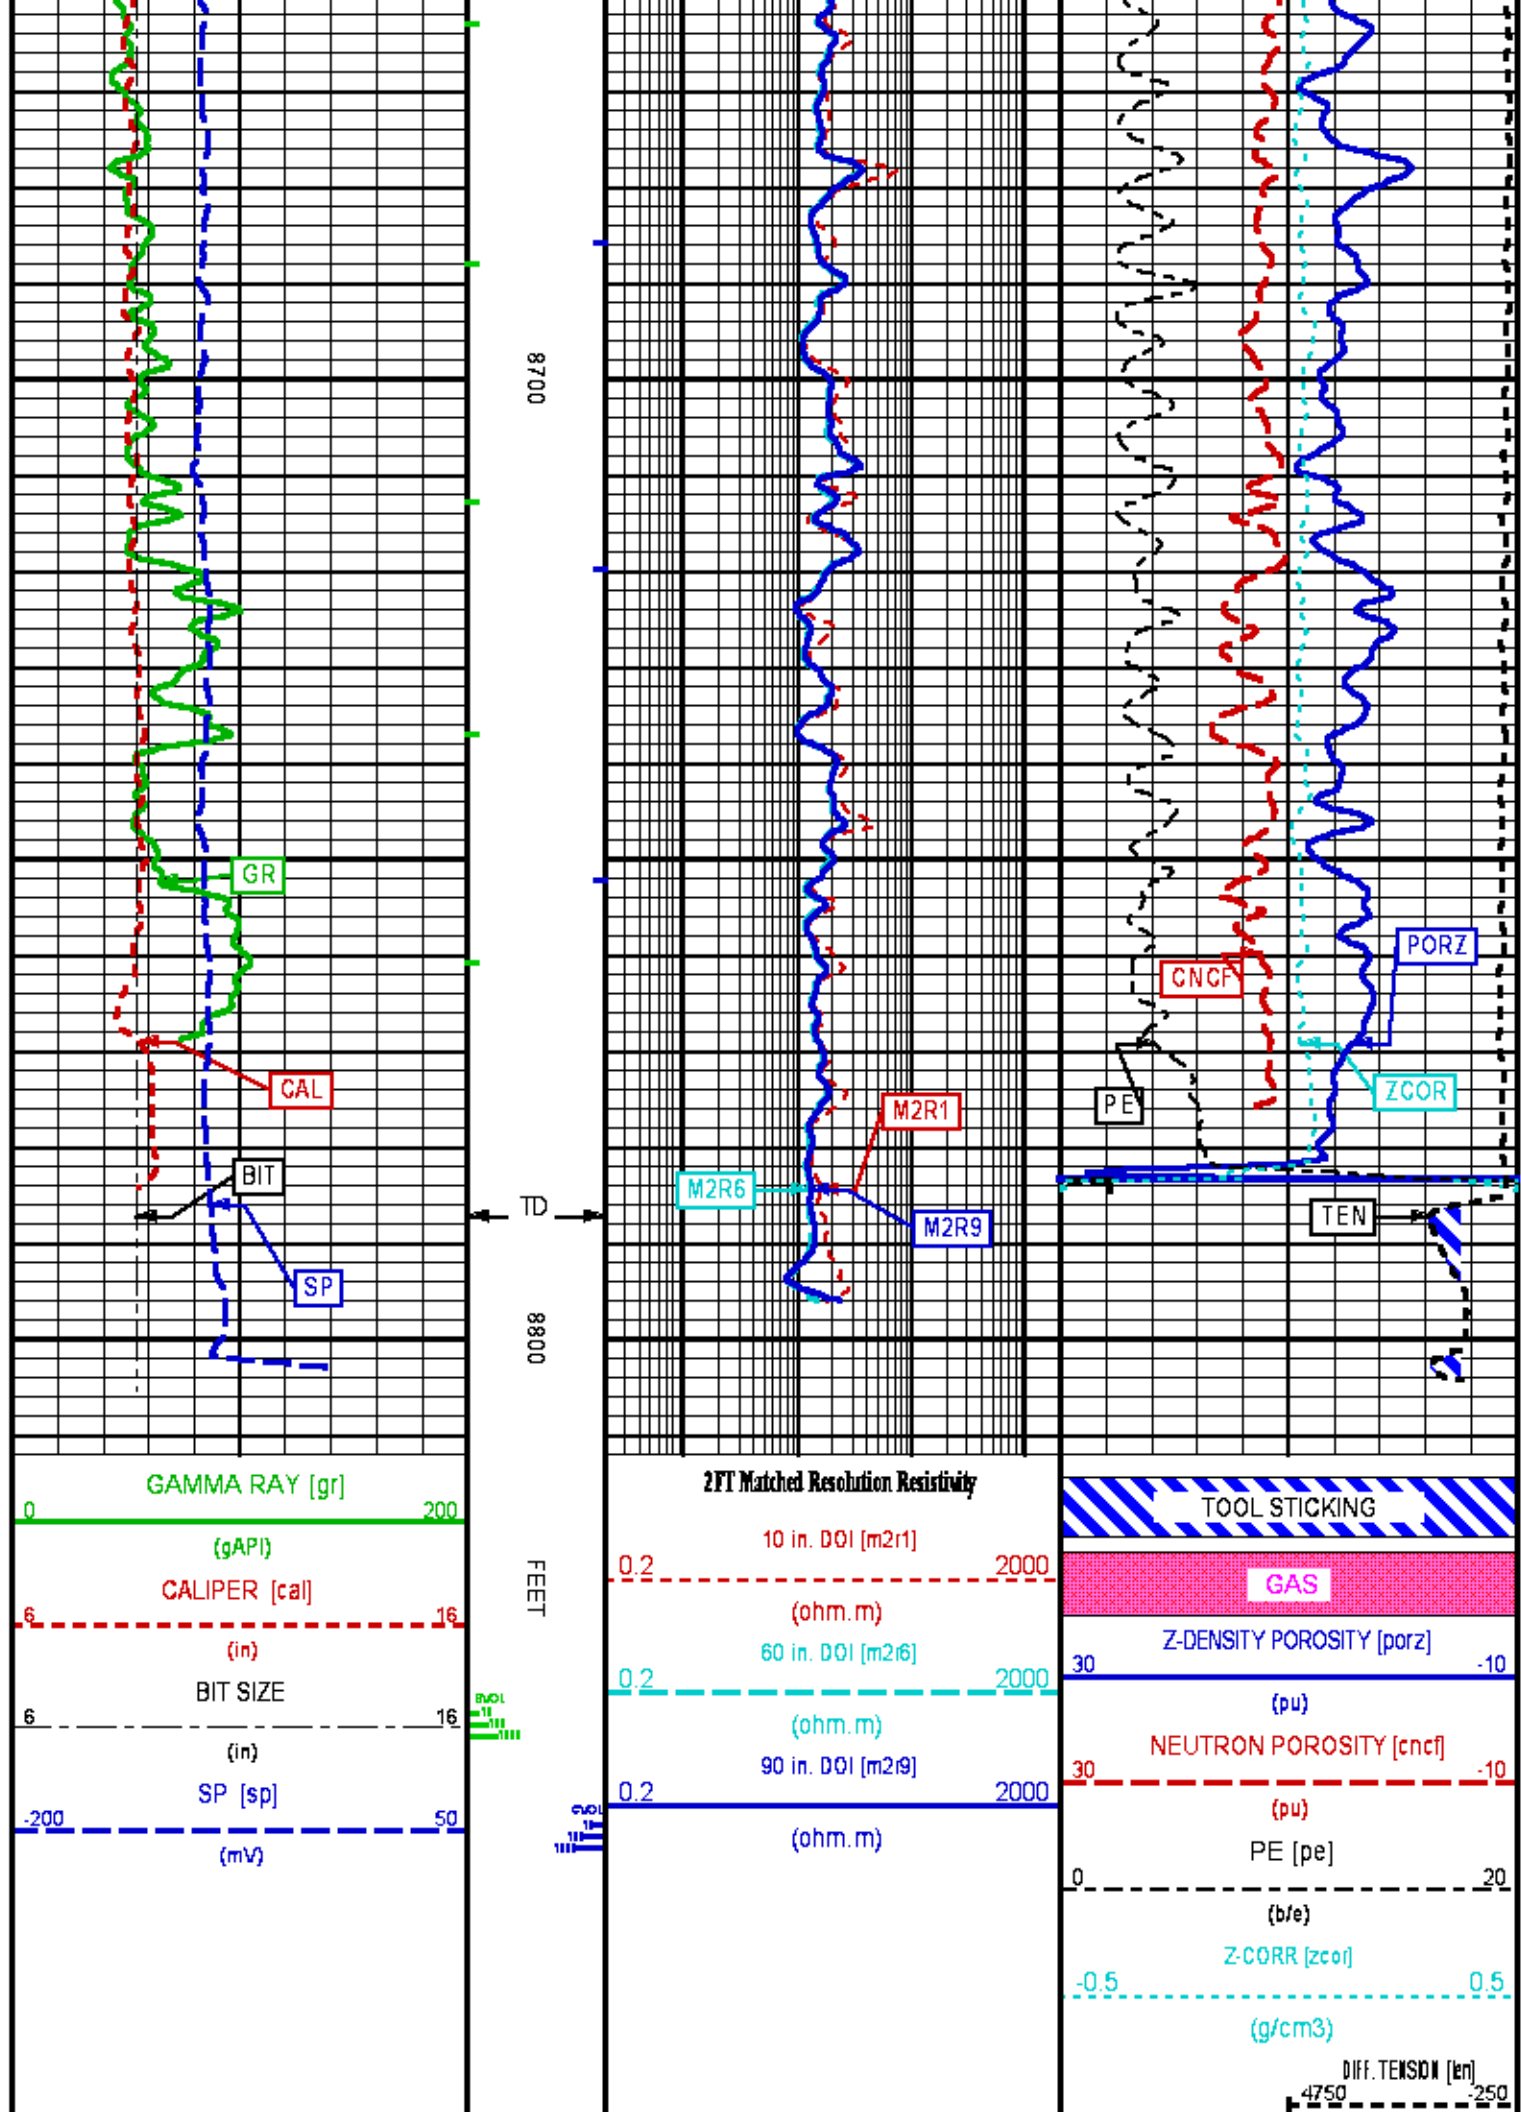 8700
GR
PORZ
CNCF
CAL
ZCOR
PE
M2R1
BIT
M2R6
TD
M2R9
TEN
SP
8800
GAMMA RAY [gr]
0 200
(gAPI)
CALIPER [cal]
6 16
(in)
BIT SIZE
6 16
(in)
SP [sp]
-200 50
(mV)
FEET
2FT Matched Resolution Resistivity
10 in. DOI [m2r1]
0.2 2000
(ohm.m)
60 in. DOI [m2r6]
0.2 2000
(ohm.m)
90 in. DOI [m2r9]
0.2 2000
(ohm.m)
TOOL STICKING
GAS
Z-DENSITY POROSITY [porz]
30 -10
(pu)
NEUTRON POROSITY [cncf]
30 -10
(pu)
PE [pe]
0 20
(b/e)
Z-CORR [zcor]
-0.5 0.5
(g/cm3)
DIFF. TENSION [ten]
4750 -250